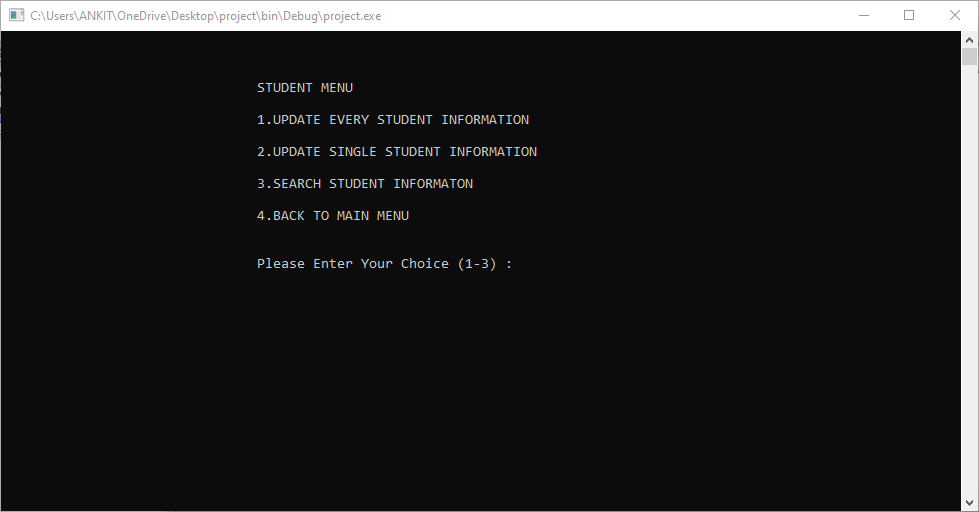 C:\Users\ANKIT\OneDrive\Desktop\project\bin\Debug\project.exe
STUDENT MENU
1.UPDATE EVERY STUDENT INFORMATION
2.UPDATE SINGLE STUDENT INFORMATION
3.SEARCH STUDENT INFORMATON
4.BACK TO MAIN MENU
Please Enter Your Choice (1-3) :